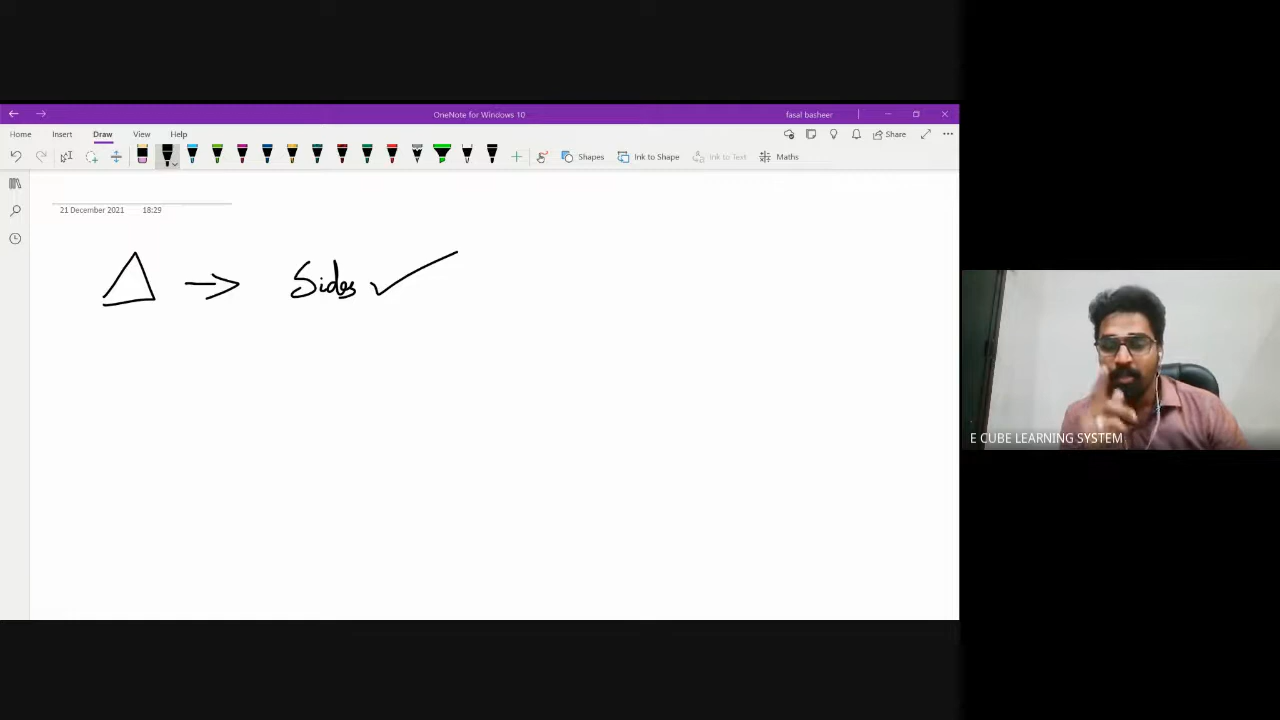 OneNote for Windows 10
fasal basheer
Home Insert Draw View Help
Share
Shapes Ink to Shape Ink to Text Maths
21 December 2021 18:29
Sides
E CUBE LEARNING SYSTEM